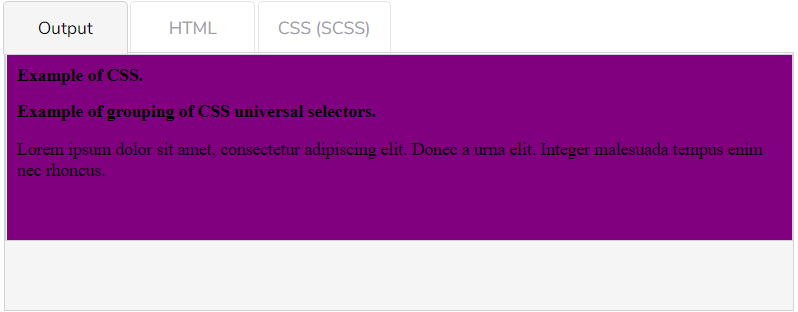 Output
HTML
CSS (SCSS)
Example of CSS.
Example of grouping of CSS universal selectors.
Lorem ipsum dolor sit amet, consectetur adipiscing elit. Donec a urna elit. Integer malesuada tempus enim
nec rhoncus.